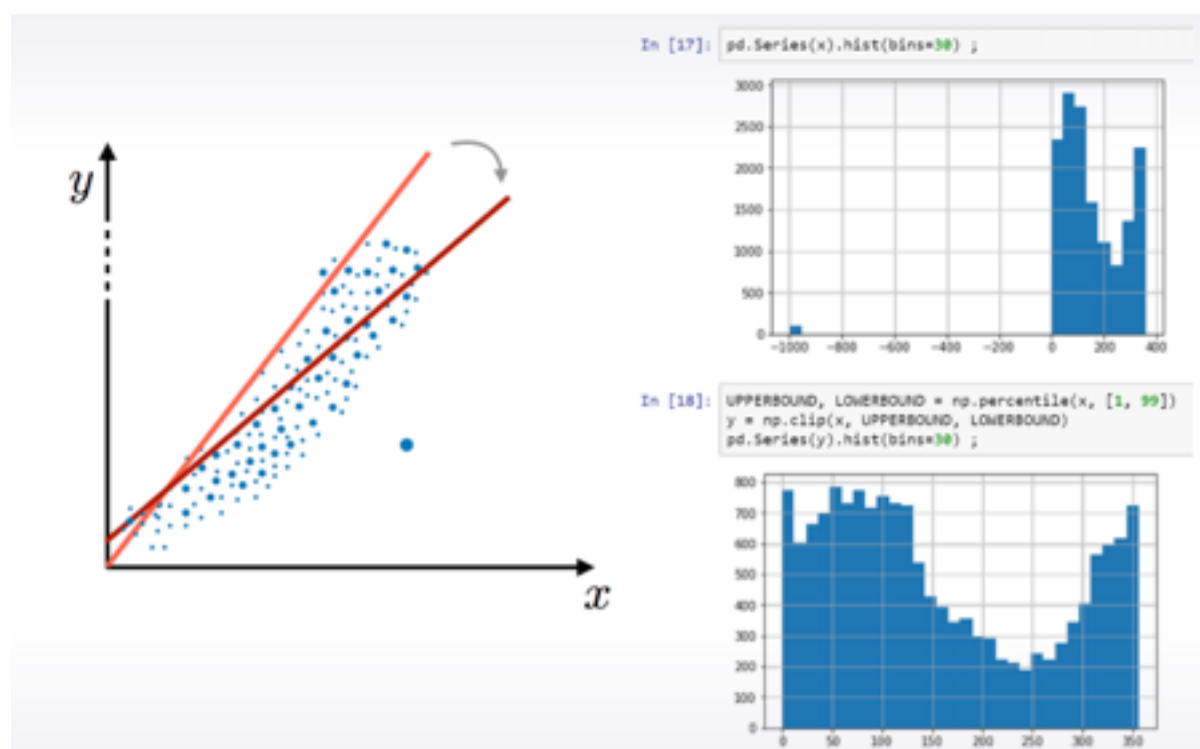 y
x
In [17]: pd.Series(x).hist(bins=30) ;
3000
2500
2000
1500
1000
500
0
−1000 −800 −600 −400 −200 0 200 400
In [18]: UPPERBOUND, LOWERBOUND = np.percentile(x, [1, 99])
y = np.clip(x, UPPERBOUND, LOWERBOUND)
pd.Series(y).hist(bins=30) ;
800
700
600
500
400
300
200
100
0
0 50 100 150 200 250 300 350